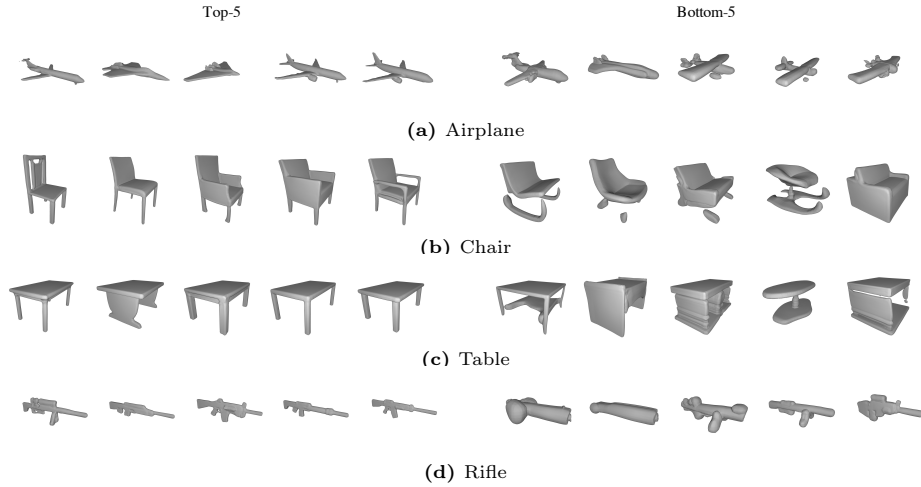 Top-5
Bottom-5
(a) Airplane
(b) Chair
(c) Table
(d) Rifle